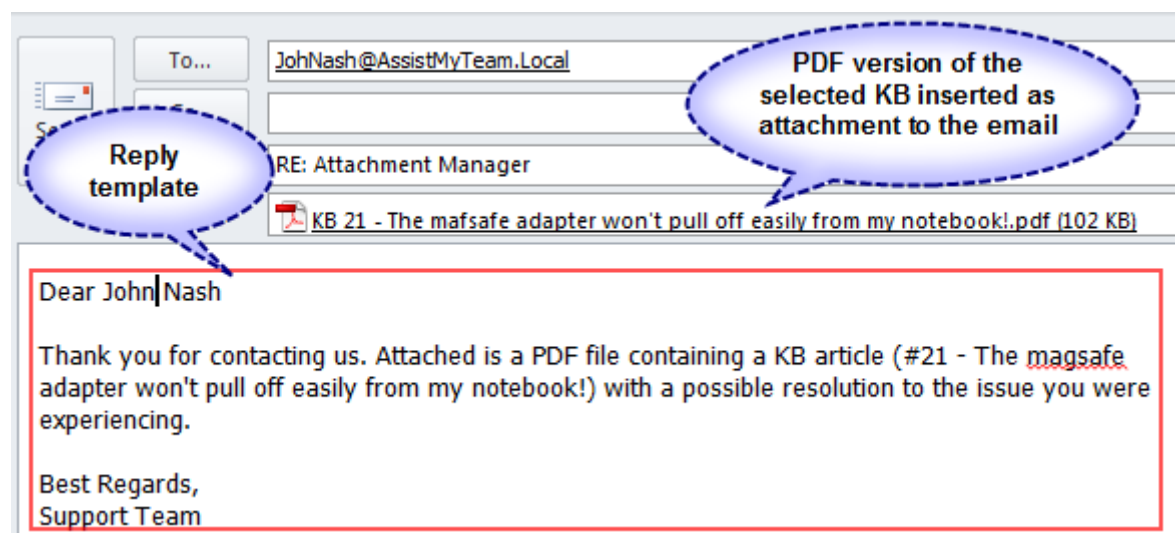 To...
JohNash@AssistMyTeam.Local
PDF version of the
selected KB inserted as
attachment to the email
Reply
template
RE: Attachment Manager
KB 21 - The mafsafe adapter won't pull off easily from my notebook!.pdf (102 KB)
Dear John Nash
Thank you for contacting us. Attached is a PDF file containing a KB article (#21 - The magsafe
adapter won't pull off easily from my notebook!) with a possible resolution to the issue you were
experiencing.
Best Regards,
Support Team